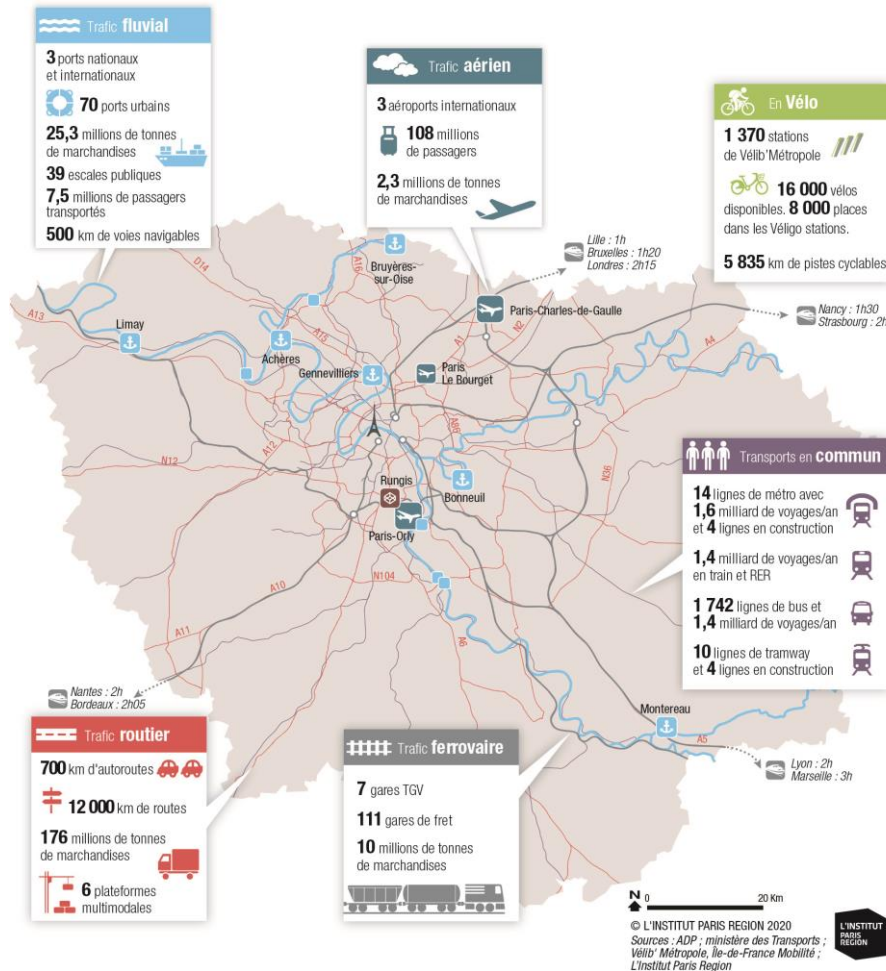 Trafic fluvial
3 ports nationaux
et internationaux
70 ports urbains
25,3 millions de tonnes
de marchandises
39 escales publiques
7,5 millions de passagers
transportés
500 km de voies navigables
Trafic aérien
3 aéroports internationaux
108 millions
de passagers
2,3 millions de tonnes
de marchandises
En Vélo
1 370 stations
de Vélib'Métropole
16 000 vélos
disponibles. 8 000 places
dans les Véligo stations.
5 835 km de pistes cyclables
Lille : 1h
Bruxelles : 1h20
Londres : 2h15
Nancy : 1h30
Strasbourg : 2h
A13
D14
A16
A15
A1
N2
A4
Bruyères-
sur-Oise
Limay
Achères
Gennevilliers
Paris-Charles-de-Gaulle
Paris
Le Bourget
A86
A12
N12
N36
Rungis
Bonneuil
Paris-Orly
N104
A10
A11
A6
Transports en commun
14 lignes de métro avec
1,6 milliard de voyages/an
et 4 lignes en construction
1,4 milliard de voyages/an
en train et RER
1 742 lignes de bus et
1,4 milliard de voyages/an
10 lignes de tramway
et 4 lignes en construction
Nantes : 2h
Bordeaux : 2h05
Montereau
A5
Lyon : 2h
Marseille : 3h
Trafic routier
700 km d'autoroutes
12 000 km de routes
176 millions de tonnes
de marchandises
6 plateformes
multimodales
Trafic ferrovaire
7 gares TGV
111 gares de fret
10 millions de tonnes
de marchandises
N
0 20 Km
© L'INSTITUT PARIS REGION 2020
Sources : ADP ; ministère des Transports ;
Vélib' Métropole, Île-de-France Mobilité ;
L'Institut Paris Region
L'INSTITUT
PARIS
REGION